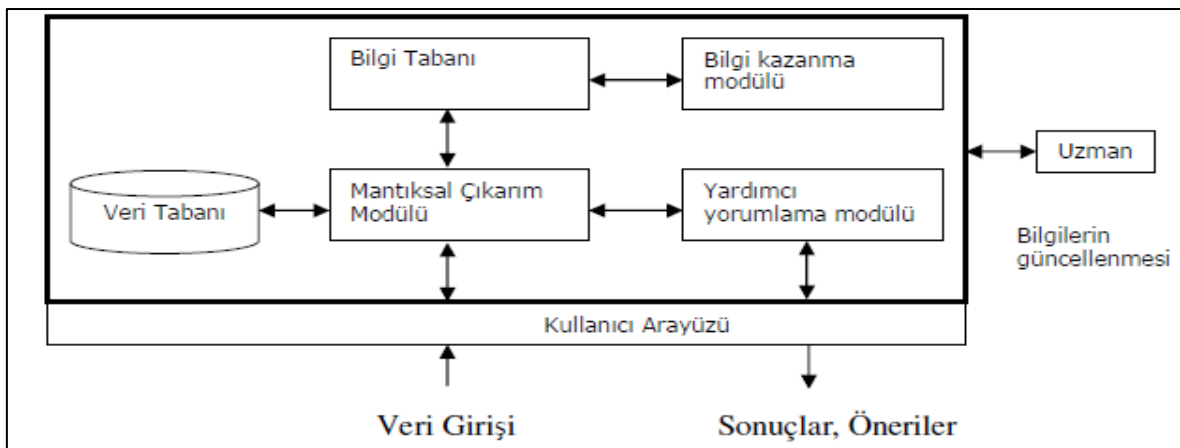 Bilgi Tabanı
Bilgi kazanma
modülü
Uzman
Veri Tabanı
Mantıksal Çıkarım
Modülü
Yardımcı
yorumlama modülü
Bilgilerin
güncellenmesi
Kullanıcı Arayüzü
Veri Girişi
Sonuçlar, Öneriler